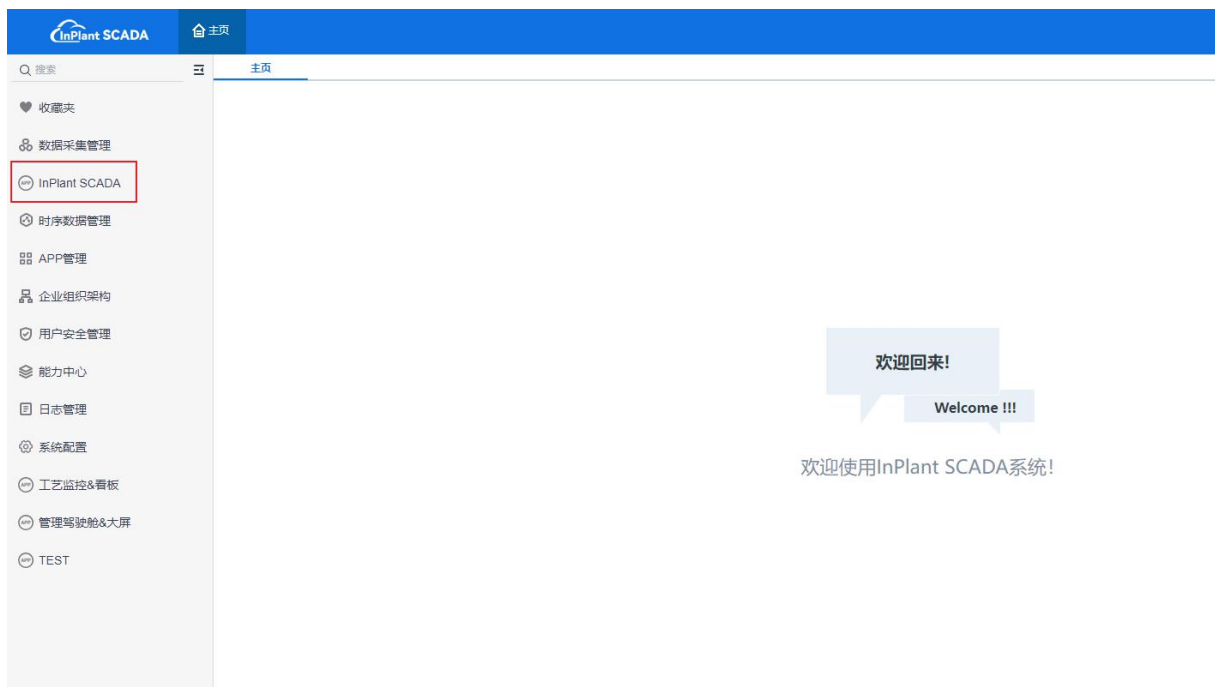 InPlant SCADA
主页
搜索
主页
收藏夹
数据采集管理
APP InPlant SCADA
时序数据管理
APP管理
企业组织架构
用户安全管理
能力中心
日志管理
系统配置
APP 工艺监控&看板
APP 管理驾驶舱&大屏
APP TEST
欢迎回来!
Welcome !!!
欢迎使用InPlant SCADA系统!